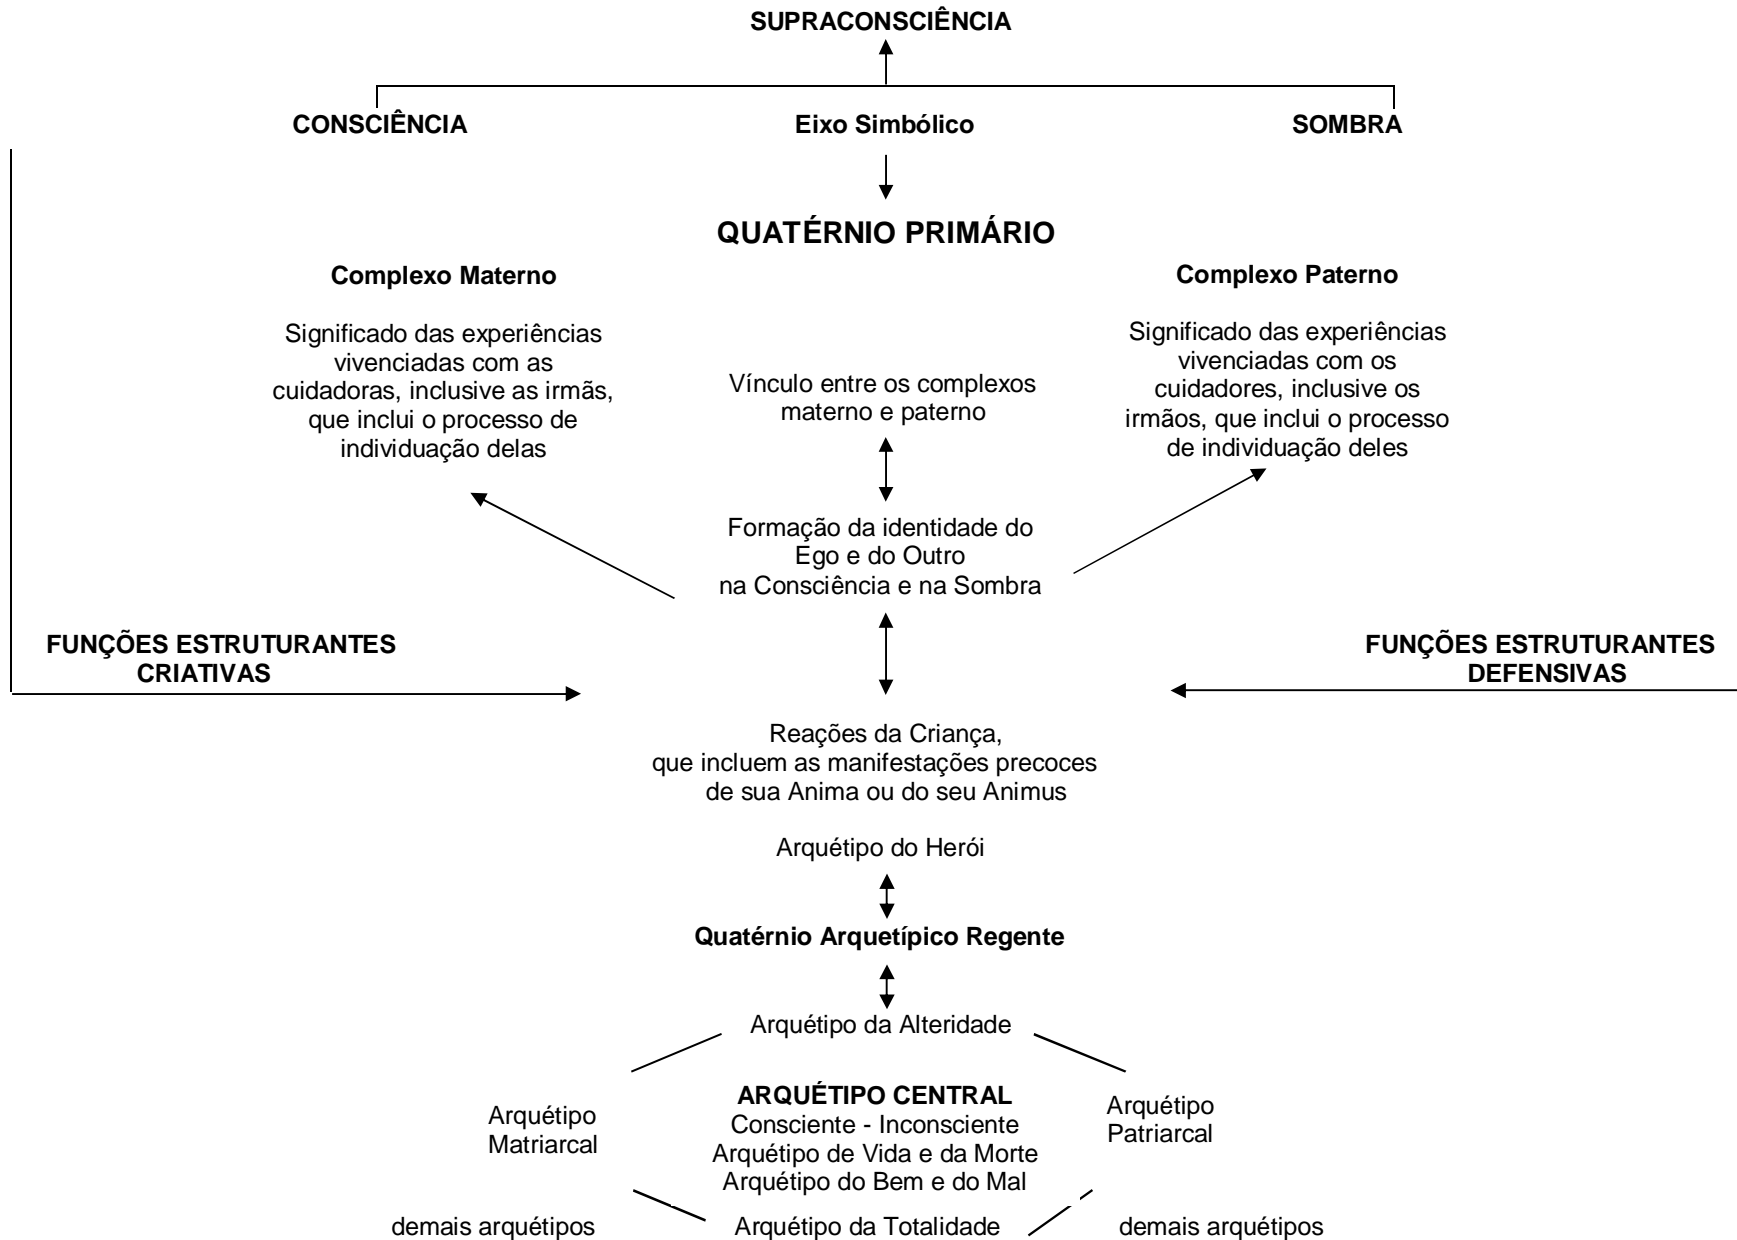 SUPRACONSCIÊNCIA
CONSCIÊNCIA
Eixo Simbólico
SOMBRA
QUATÉRNIO PRIMÁRIO
Complexo Materno
Significado das experiências
vivenciadas com as
cuidadoras, inclusive as irmãs,
que inclui o processo de
individuação delas
Vínculo entre os complexos
materno e paterno
Complexo Paterno
Significado das experiências
vivenciadas com os
cuidadores, inclusive os
irmãos, que inclui o processo
de individuação deles
Formação da identidade do
Ego e do Outro
na Consciência e na Sombra
FUNÇÕES ESTRUTURANTES
CRIATIVAS
FUNÇÕES ESTRUTURANTES
DEFENSIVAS
Reações da Criança,
que incluem as manifestações precoces
de sua Anima ou do seu Animus
Arquétipo do Herói
Quatérnio Arquetípico Regente
Arquétipo da Alteridade
Arquétipo
Matriarcal
ARQUÉTIPO CENTRAL
Consciente - Inconsciente
Arquétipo de Vida e da Morte
Arquétipo do Bem e do Mal
Arquétipo
Patriarcal
demais arquétipos
Arquétipo da Totalidade
demais arquétipos